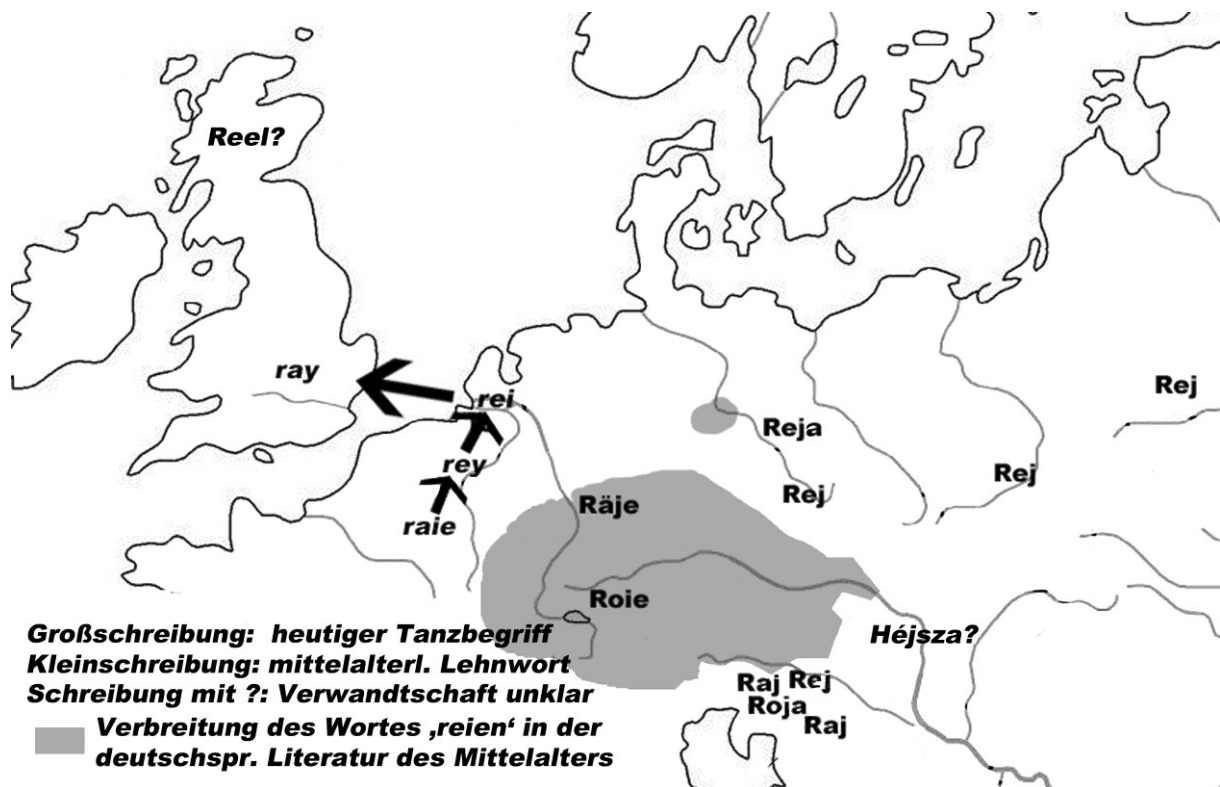 Reel?
ray
rei
rey
raie
Räje
Roie
Reja
Rej
Rej
Rej
Héjsza?
Raj Rej
Roja
Raj
Großschreibung: heutiger Tanzbegriff
Kleinschreibung: mittelalterl. Lehnwort
Schreibung mit ?: Verwandtschaft unklar
Verbreitung des Wortes ‚reien‘ in der
deutschspr. Literatur des Mittelalters